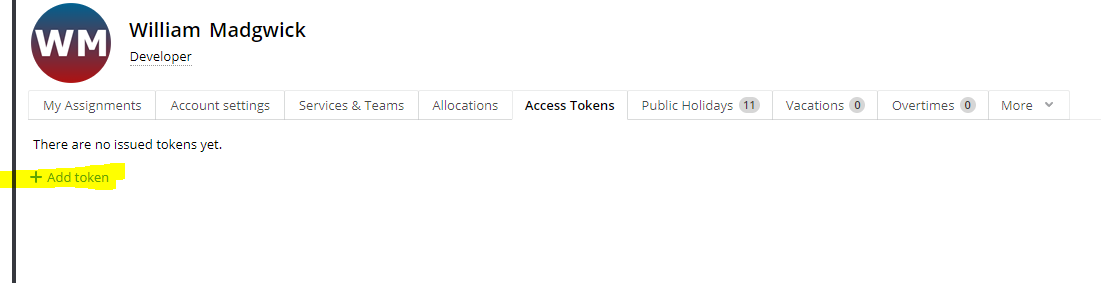 WM
William Madgwick
Developer
My Assignments Account settings Services & Teams Allocations Access Tokens Public Holidays 11 Vacations 0 Overtimes 0 More
There are no issued tokens yet.
+ Add token